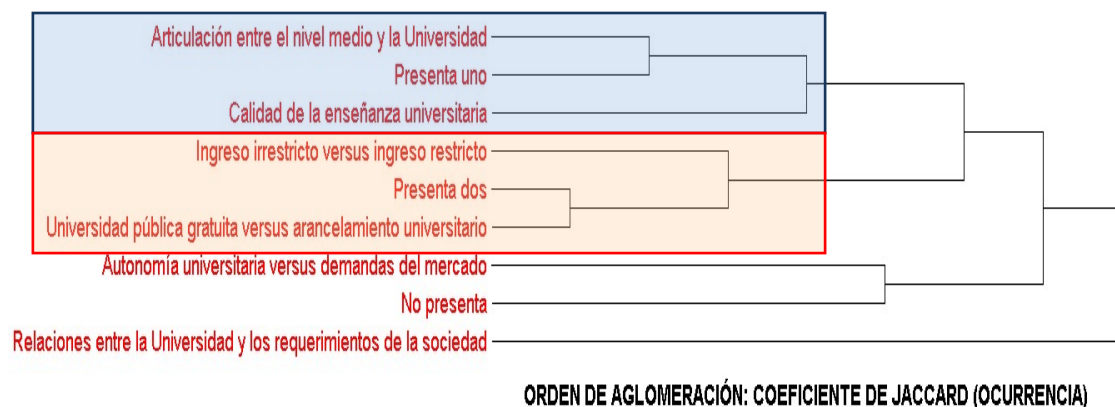 Articulación entre el nivel medio y la Universidad
Presenta uno
Calidad de la enseñanza universitaria
Ingreso irrestricto versus ingreso restricto
Presenta dos
Universidad pública gratuita versus arancelamiento universitario
Autonomía universitaria versus demandas del mercado
No presenta
Relaciones entre la Universidad y los requerimientos de la sociedad
ORDEN DE AGLOMERACIÓN: COEFICIENTE DE JACCARD (OCURRENCIA)